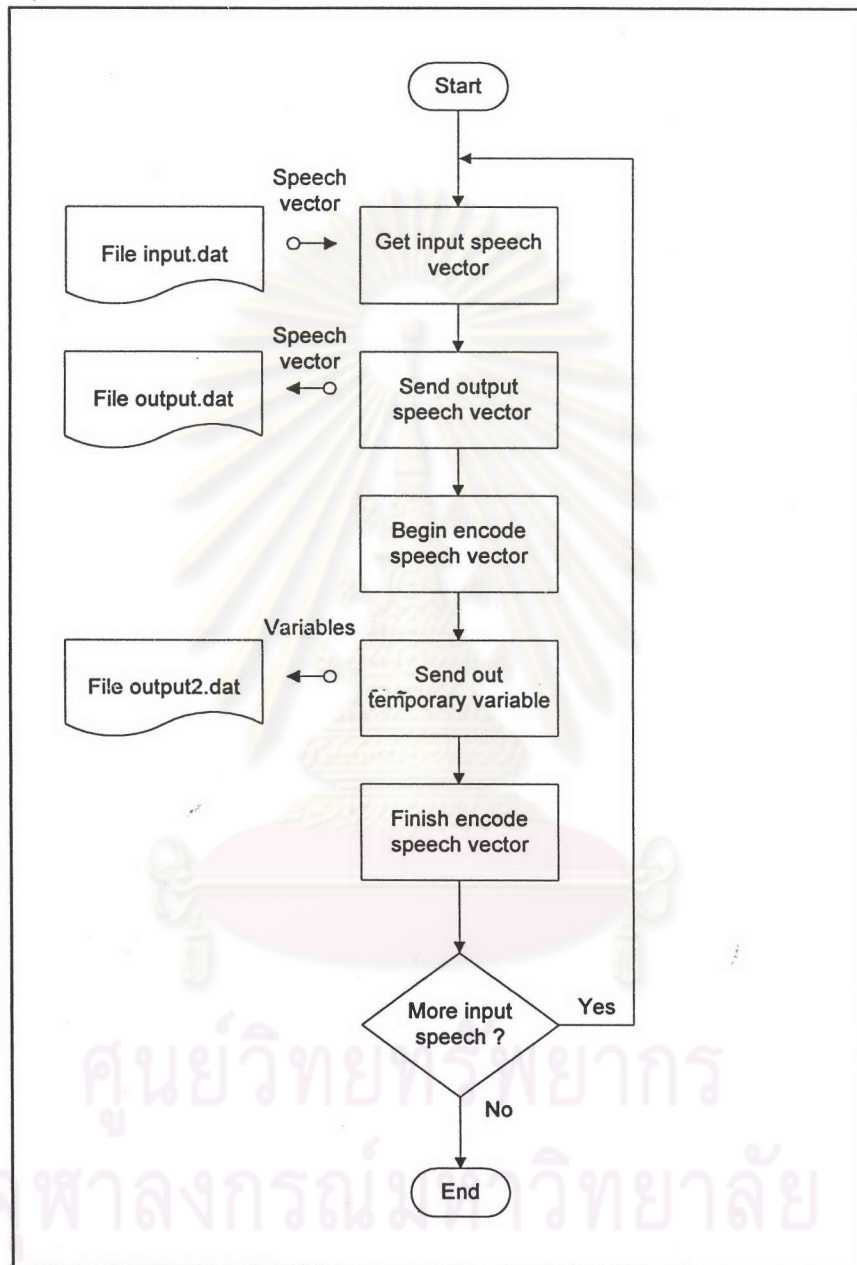 Start
Speech
vector
File input.dat
Get input speech
vector
Speech
vector
File output.dat
Send output
speech vector
Begin encode
speech vector
Variables
File output2.dat
Send out
temporary variable
Finish encode
speech vector
More input
speech ?
Yes
No
End
ศูนย์วิทยทรัพยากร
จุฬาลงกรณ์มหาวิทยาลัย